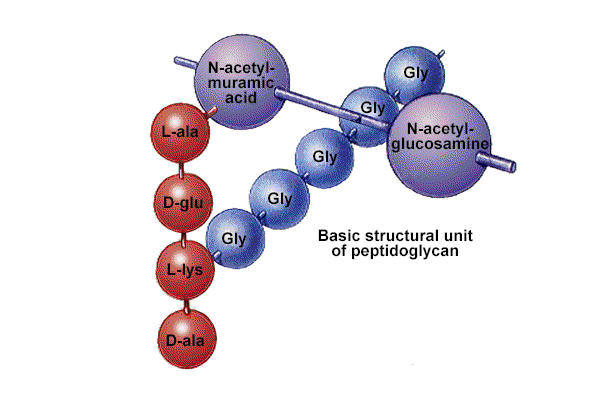 N-acetyl-
muramic
acid
Gly
Gly
N-acetyl-
glucosamine
L-ala
Gly
D-glu
Gly
Gly
Basic structural unit
of peptidoglycan
L-lys
D-ala